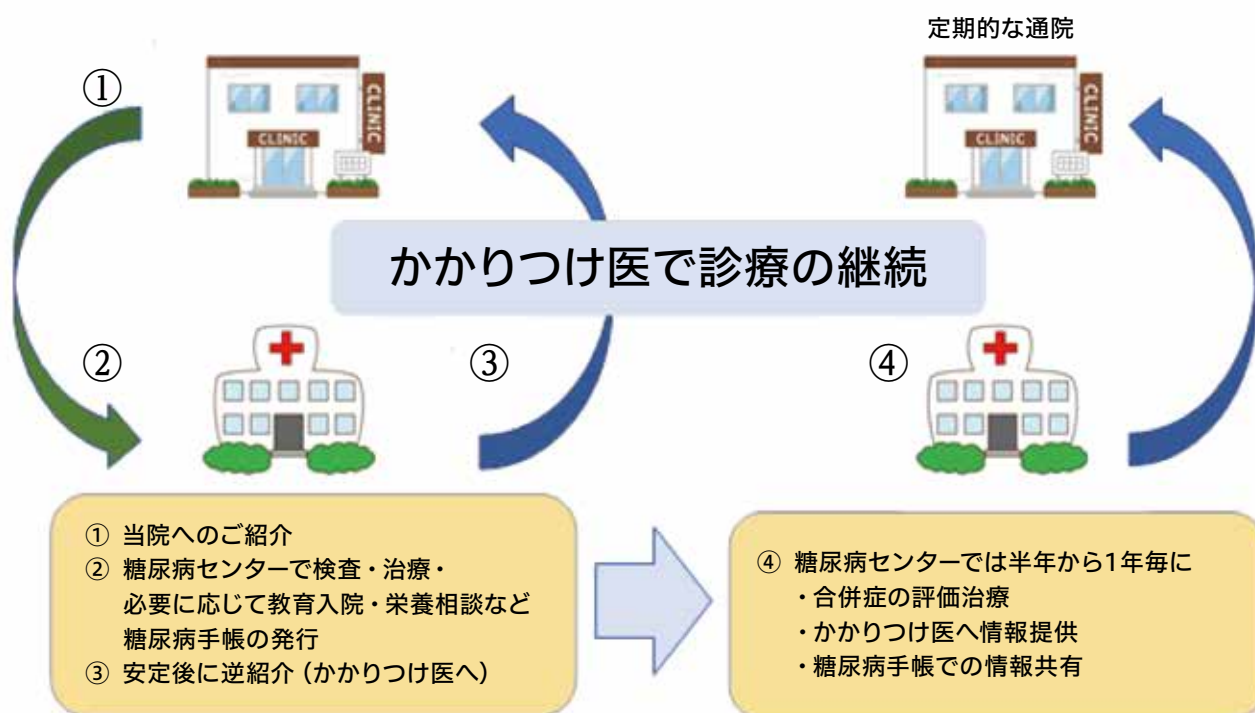 定期的な通院
①
CLINIC
CLINIC
CLINIC
CLINIC
かかりつけ医で診療の継続
②
③
④
① 当院へのご紹介
② 糖尿病センターで検査・治療・
必要に応じて教育入院・栄養相談など
糖尿病手帳の発行
③ 安定後に逆紹介（かかりつけ医へ）
④ 糖尿病センターでは半年から1年毎に
・合併症の評価治療
・かかりつけ医へ情報提供
・糖尿病手帳での情報共有